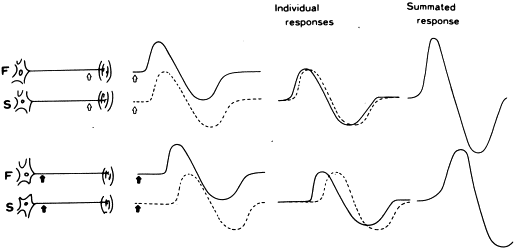 Individual
responses
Summated
response
F
S
F
S